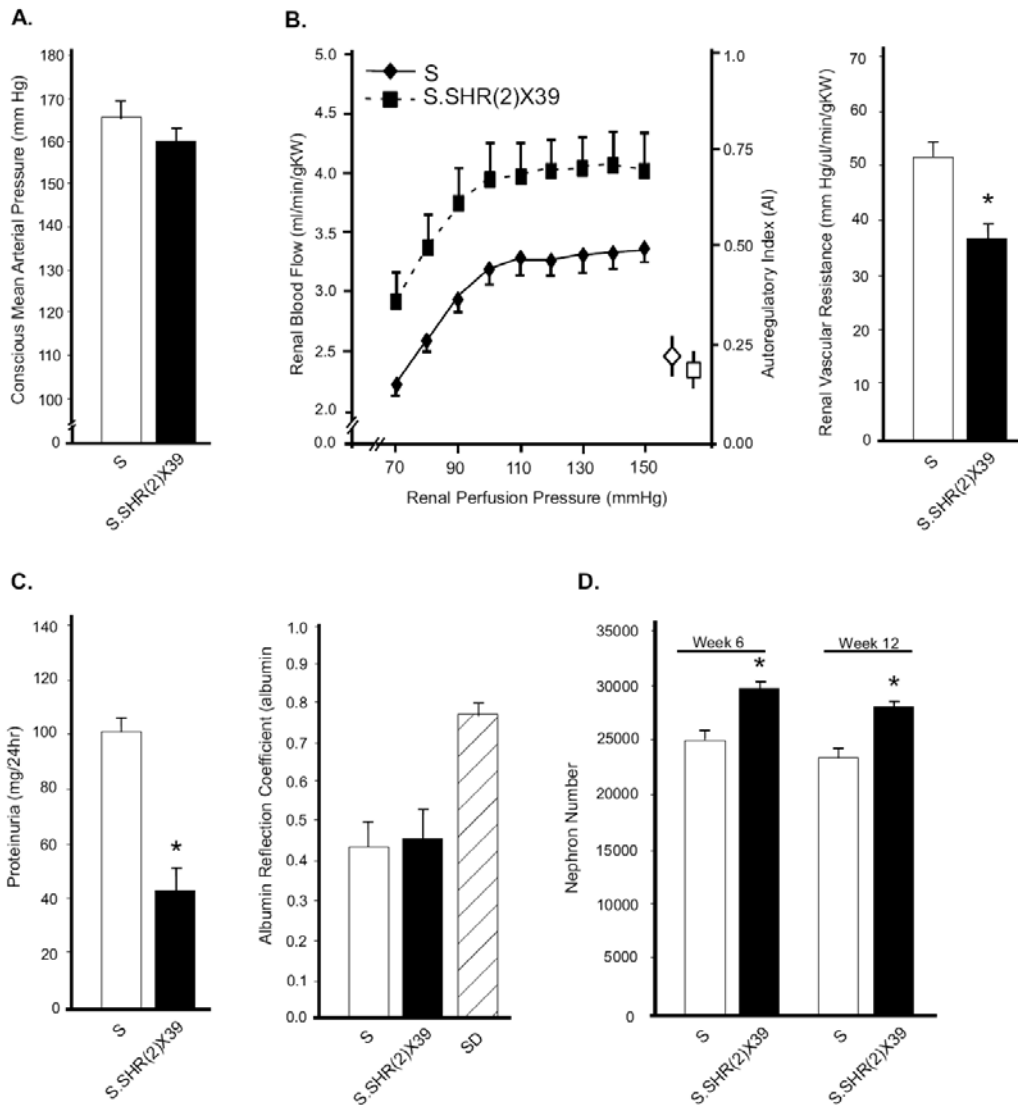 A.
Conscious Mean Arterial Pressure (mm Hg)
180
170
160
150
140
130
120
110
100
0
S
S.SHR(2)X39
B.
Renal Blood Flow (ml/min/gKW)
5.0
4.5
4.0
3.5
3.0
2.5
2.0
0.0
S
S.SHR(2)X39
70
90
110
130
150
Renal Perfusion Pressure (mmHg)
1.0
0.75
0.50
0.25
0.00
Autoregulatory Index (AI)
Renal Vascular Resistance (mm Hg/ul/min/gKW)
70
60
50
40
30
20
10
0
*
S
S.SHR(2)X39
C.
Proteinuria (mg/24hr)
140
120
100
80
60
40
20
0
*
S
S.SHR(2)X39
Albumin Reflection Coefficient (albumin
1.0
0.9
0.8
0.7
0.6
0.5
0.4
0.3
0.2
0.1
0.0
S
S.SHR(2)X39
SD
D.
Nephron Number
35000
30000
25000
20000
15000
10000
5000
0
Week 6
Week 12
*
*
S
S.SHR(2)X39
S
S.SHR(2)X39